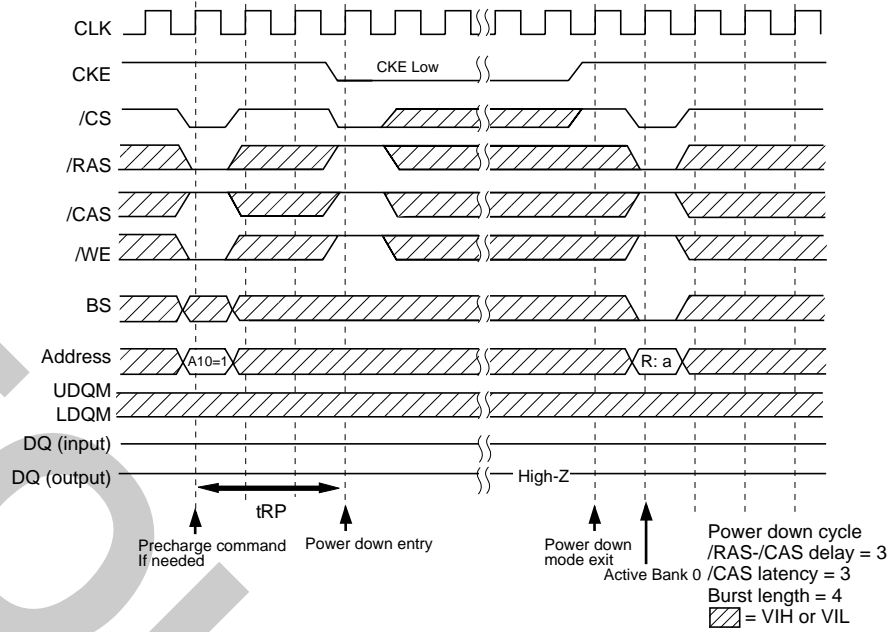 CLK
CKE
CKE Low
/CS
/RAS
/CAS
/WE
BS
Address
A10=1
R: a
UDQM
LDQM
DQ (input)
DQ (output)
High-Z
tRP
Precharge command
If needed
Power down entry
Power down
mode exit
Active Bank 0
Power down cycle
/RAS-/CAS delay = 3
/CAS latency = 3
Burst length = 4
= VIH or VIL